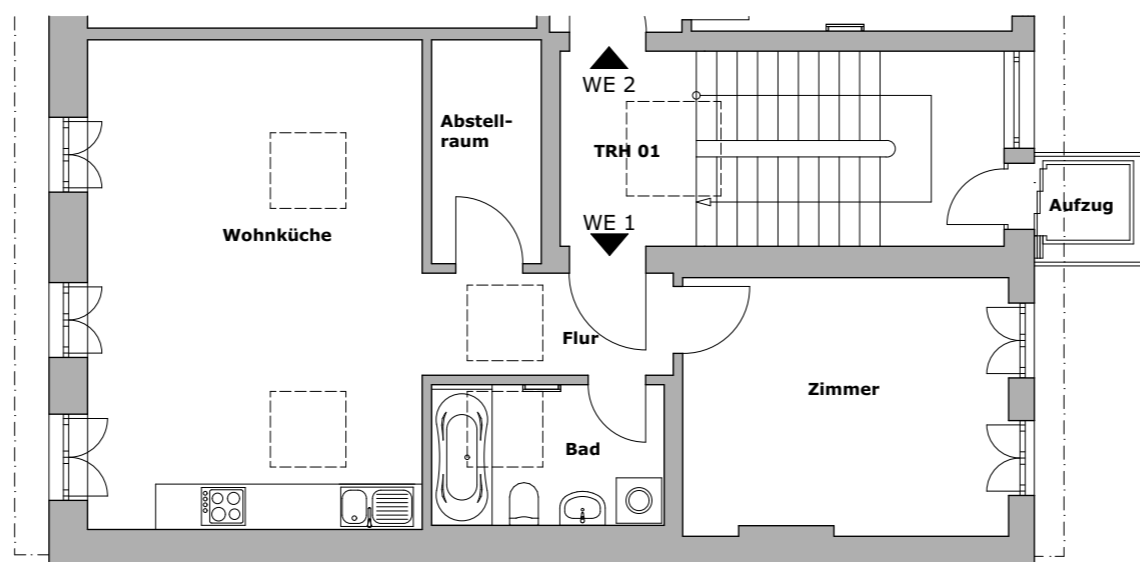 WE 2
Abstell-
raum
TRH 01
Aufzug
WE 1
Wohnküche
Flur
Zimmer
Bad